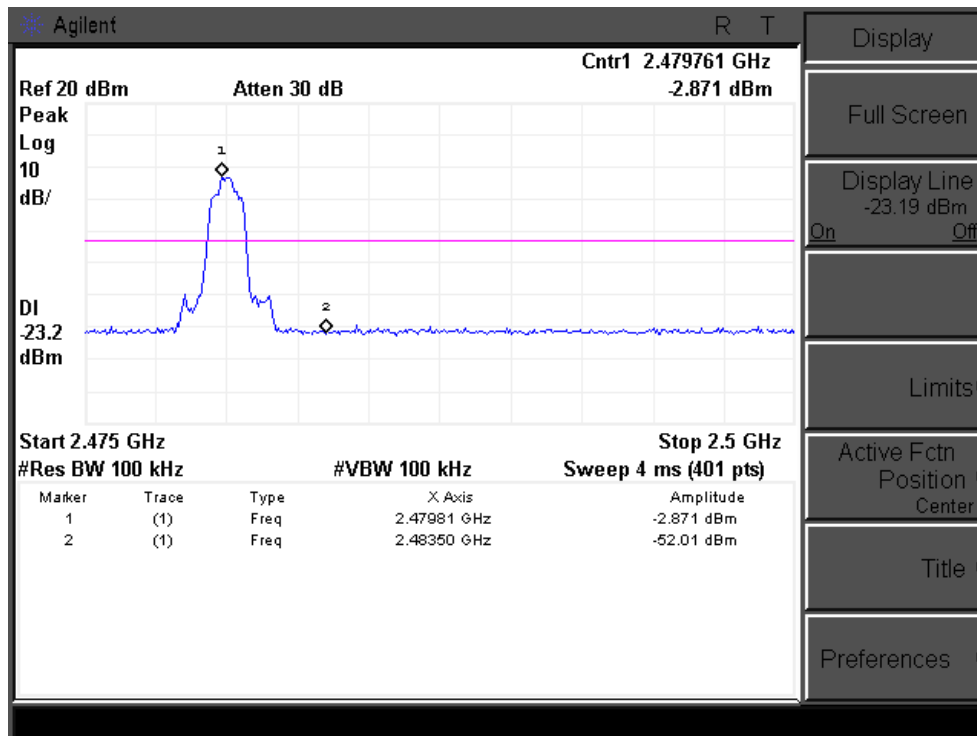 Agilent R T
Cntr1 2.479761 GHz
Ref 20 dBm Atten 30 dB -2.871 dBm
Peak
Log
10
dB/
1
2
DI
-23.2
dBm
Start 2.475 GHz Stop 2.5 GHz
#Res BW 100 kHz #VBW 100 kHz Sweep 4 ms (401 pts)
Marker Trace Type X Axis Amplitude
1 (1) Freq 2.47981 GHz -2.871 dBm
2 (1) Freq 2.48350 GHz -52.01 dBm
Display
Full Screen
Display Line
-23.19 dBm
On Off
Limits
Active Fctn
Position
Center
Title
Preferences